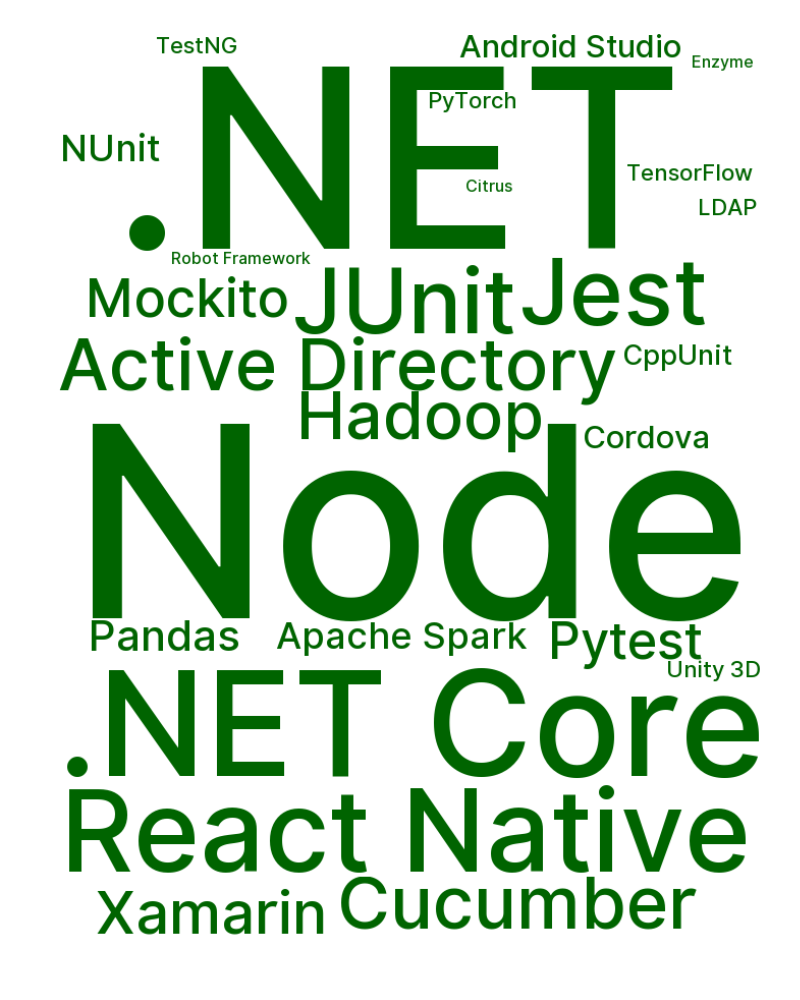 TestNG
Android Studio
Enzyme
.NET
PyTorch
NUnit
TensorFlow
Citrus
LDAP
Robot Framework
Mockito
JUnit
Jest
Active Directory
CppUnit
Hadoop
Cordova
Node
Pandas
Apache Spark
Pytest
Unity 3D
.NET Core
React Native
Xamarin
Cucumber